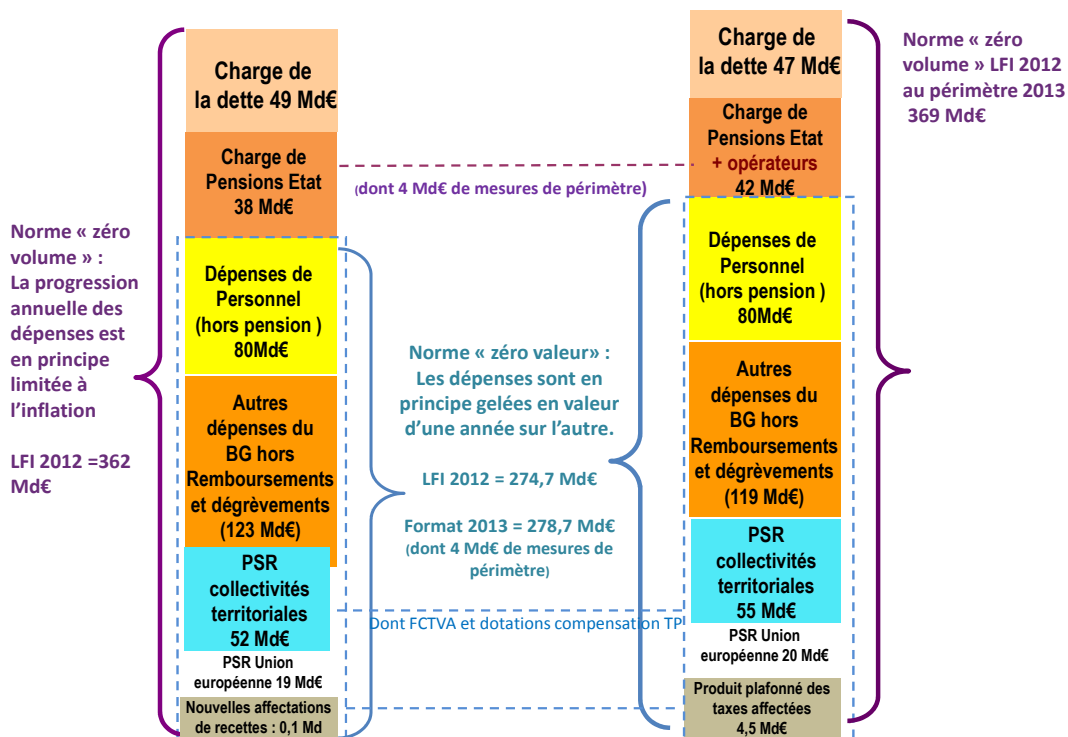 Norme « zéro
volume » :
La progression
annuelle des
dépenses est
en principe
limitée à
l’inflation
LFI 2012 =362
Md€
Charge de
la dette 49 Md€
Charge de
Pensions Etat
38 Md€
Dépenses de
Personnel
(hors pension )
80Md€
Autres
dépenses du
BG hors
Remboursements
et dégrèvements
(123 Md€)
PSR
collectivités
territoriales
52 Md€
PSR Union
européenne 19 Md€
Nouvelles affectations
de recettes : 0,1 Md
(dont 4 Md€ de mesures de périmètre)
Norme « zéro valeur» :
Les dépenses sont en
principe gelées en valeur
d’une année sur l’autre.
LFI 2012 = 274,7 Md€
Format 2013 = 278,7 Md€
(dont 4 Md€ de mesures de
périmètre)
Dont FCTVA et dotations compensation TP
Charge de
la dette 47 Md€
Charge de
Pensions Etat
+ opérateurs
42 Md€
Dépenses de
Personnel
(hors pension )
80Md€
Autres
dépenses du
BG hors
Remboursements
et dégrèvements
(119 Md€)
PSR
collectivités
territoriales
55 Md€
PSR Union
européenne 20 Md€
Produit plafonné des
taxes affectées
4,5 Md€
Norme « zéro
volume » LFI 2012
au périmètre 2013
369 Md€